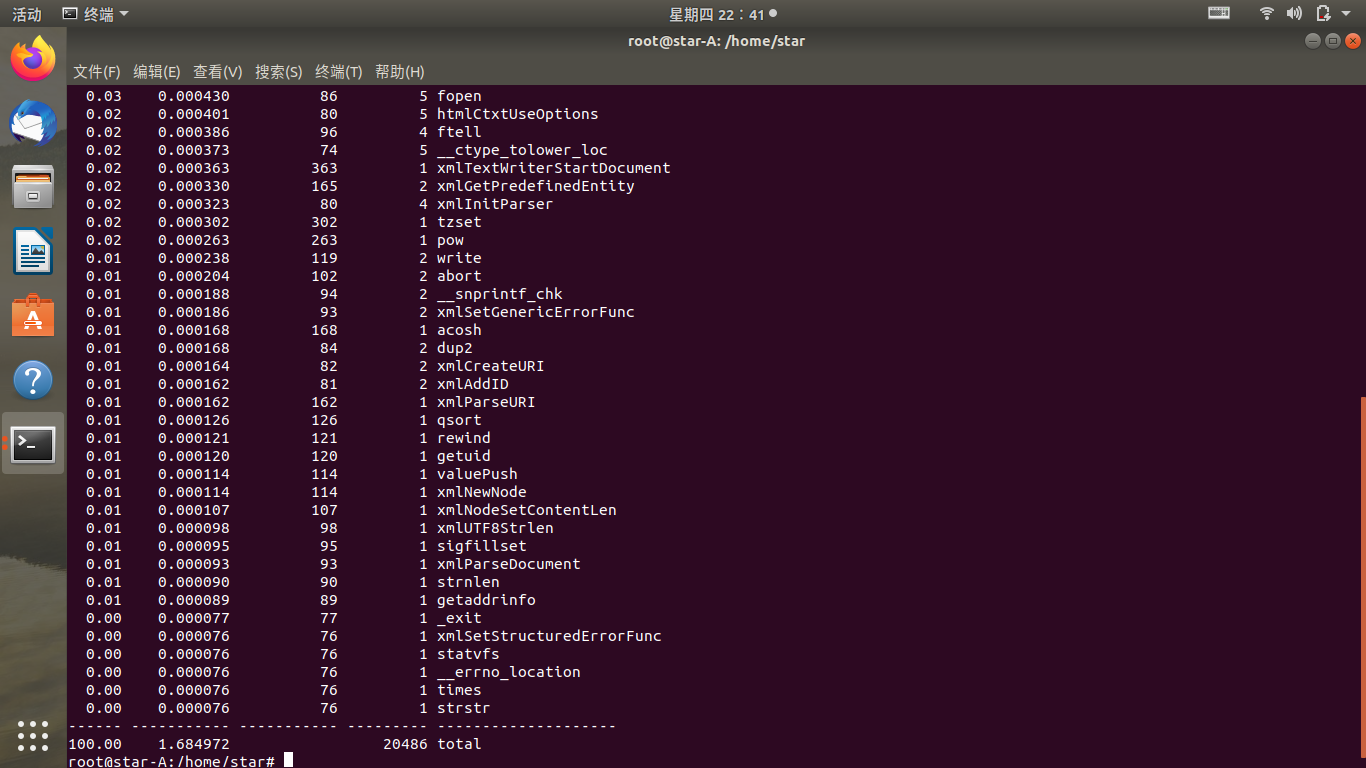 活动 终端 星期四 22：41
root@star-A: /home/star
文件(F) 编辑(E) 查看(V) 搜索(S) 终端(T) 帮助(H)
0.03 0.000430 86 5 fopen
0.02 0.000401 80 5 htmlCtxtUseOptions
0.02 0.000386 96 4 ftell
0.02 0.000373 74 5 __ctype_tolower_loc
0.02 0.000363 363 1 xmlTextWriterStartDocument
0.02 0.000330 165 2 xmlGetPredefinedEntity
0.02 0.000323 80 4 xmlInitParser
0.02 0.000302 302 1 tzset
0.02 0.000263 263 1 pow
0.01 0.000238 119 2 write
0.01 0.000204 102 2 abort
0.01 0.000188 94 2 __snprintf_chk
0.01 0.000186 93 2 xmlSetGenericErrorFunc
0.01 0.000168 168 1 acosh
0.01 0.000168 84 2 dup2
0.01 0.000164 82 2 xmlCreateURI
0.01 0.000162 81 2 xmlAddID
0.01 0.000162 162 1 xmlParseURI
0.01 0.000126 126 1 qsort
0.01 0.000121 121 1 rewind
0.01 0.000120 120 1 getuid
0.01 0.000114 114 1 valuePush
0.01 0.000114 114 1 xmlNewNode
0.01 0.000107 107 1 xmlNodeSetContentLen
0.01 0.000098 98 1 xmlUTF8Strlen
0.01 0.000095 95 1 sigfillset
0.01 0.000093 93 1 xmlParseDocument
0.01 0.000090 90 1 strnlen
0.01 0.000089 89 1 getaddrinfo
0.00 0.000077 77 1 _exit
0.00 0.000076 76 1 xmlSetStructuredErrorFunc
0.00 0.000076 76 1 statvfs
0.00 0.000076 76 1 __errno_location
0.00 0.000076 76 1 times
0.00 0.000076 76 1 strstr
------ ----------- ----------- --------- --------------------
100.00 1.684972 20486 total
root@star-A:/home/star#